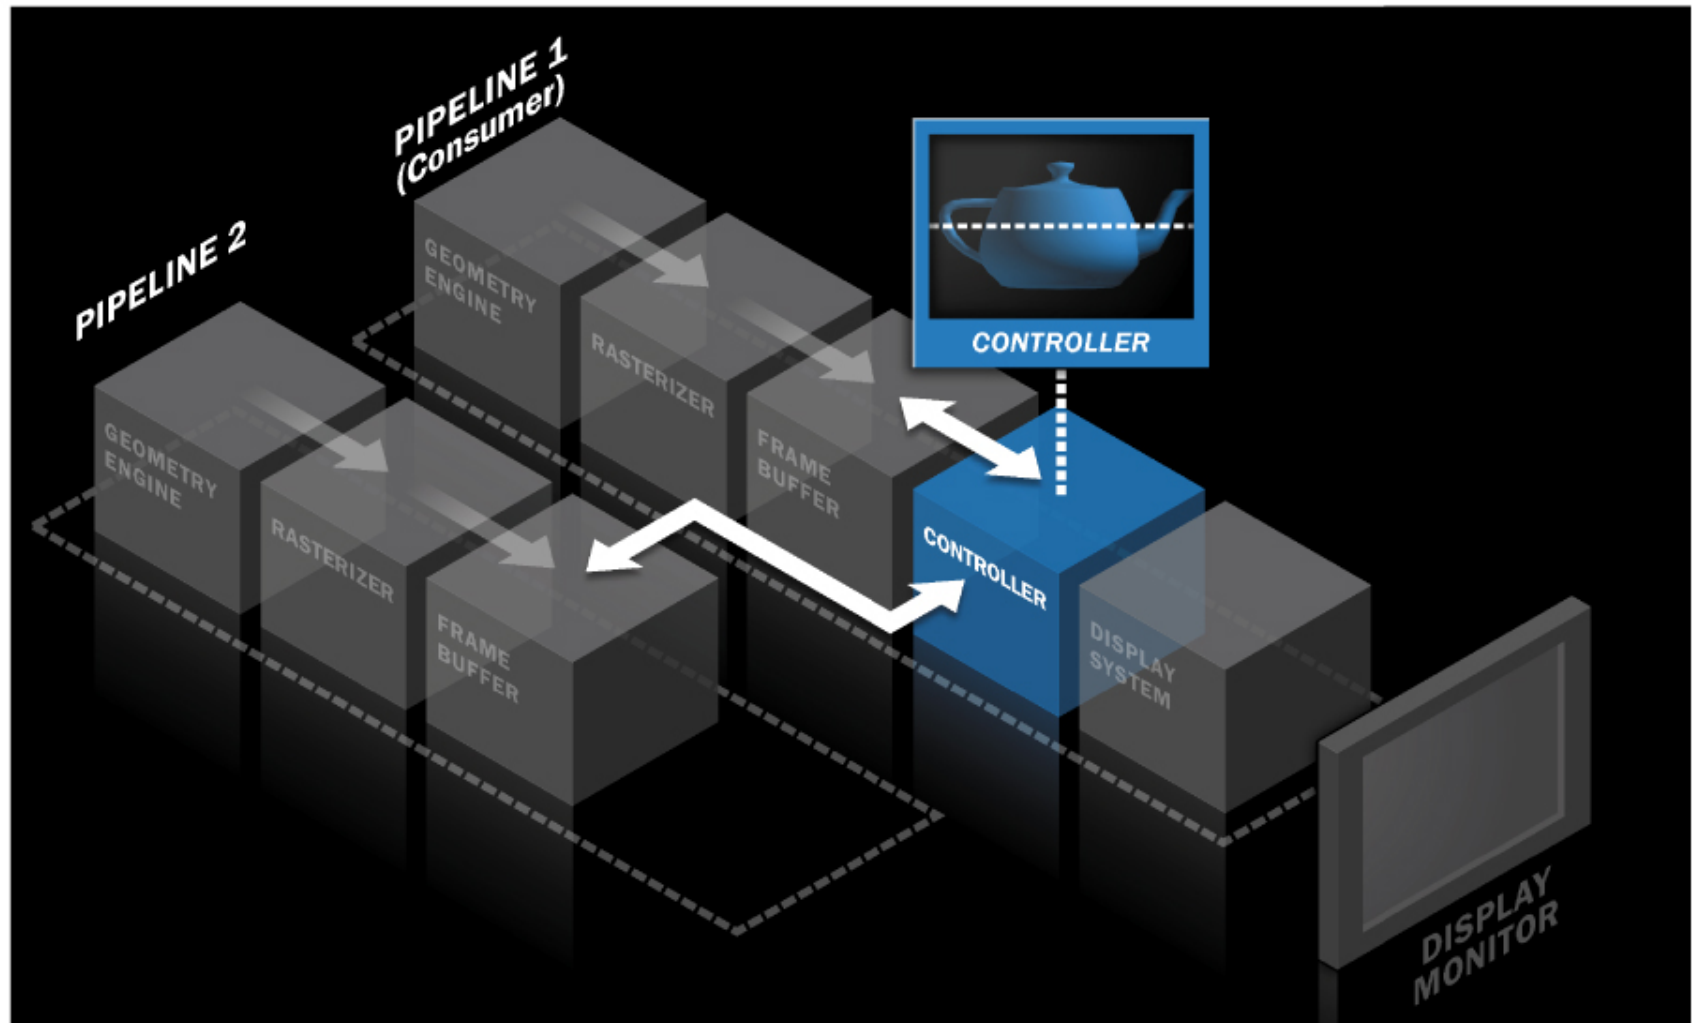 PIPELINE 1
(Consumer)
PIPELINE 2
GEOMETRY
ENGINE
RASTERIZER
FRAME
BUFFER
CONTROLLER
CONTROLLER
DISPLAY
SYSTEM
GEOMETRY
ENGINE
RASTERIZER
FRAME
BUFFER
DISPLAY
MONITOR